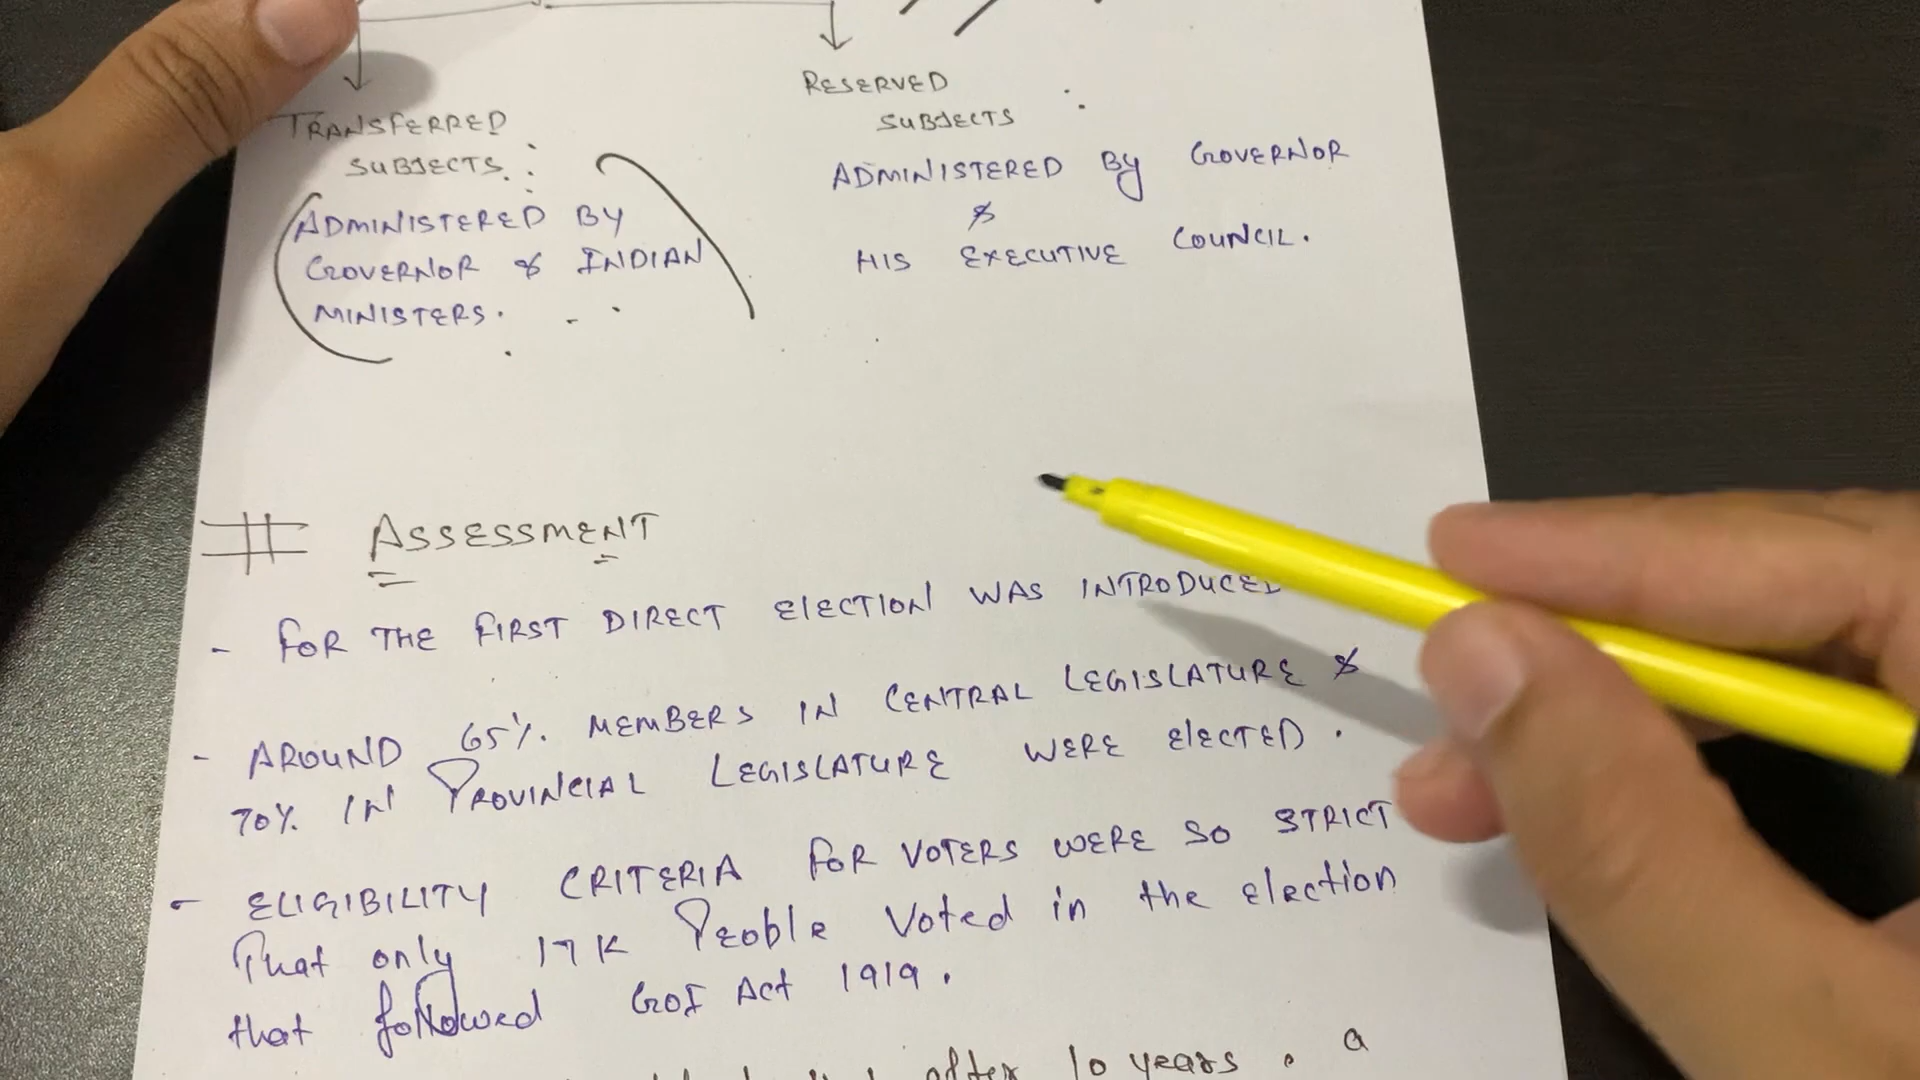 TRANSFERRED
SUBJECTS. :
ADMINISTERED BY
GOVERNOR & INDIAN
MINISTERS.
RESERVED
SUBJECTS :
ADMINISTERED By GOVERNOR
&
HIS EXECUTIVE COUNCIL.
# ASSESSMENT
- FOR THE FIRST DIRECT ElECTION WAS INTRODUCED
- AROUND 65% MEMBERS IN CENTRAL LEGISLATURE &
70% IN PROVINCIAL LEGISLATURE WERE ElECTED.
- ELIGIBILITY CRITERIA FOR VOTERS WERE SO STRICT
That only 17K People Voted in the election
that followed GOI Act 1919.
after 10 years. a